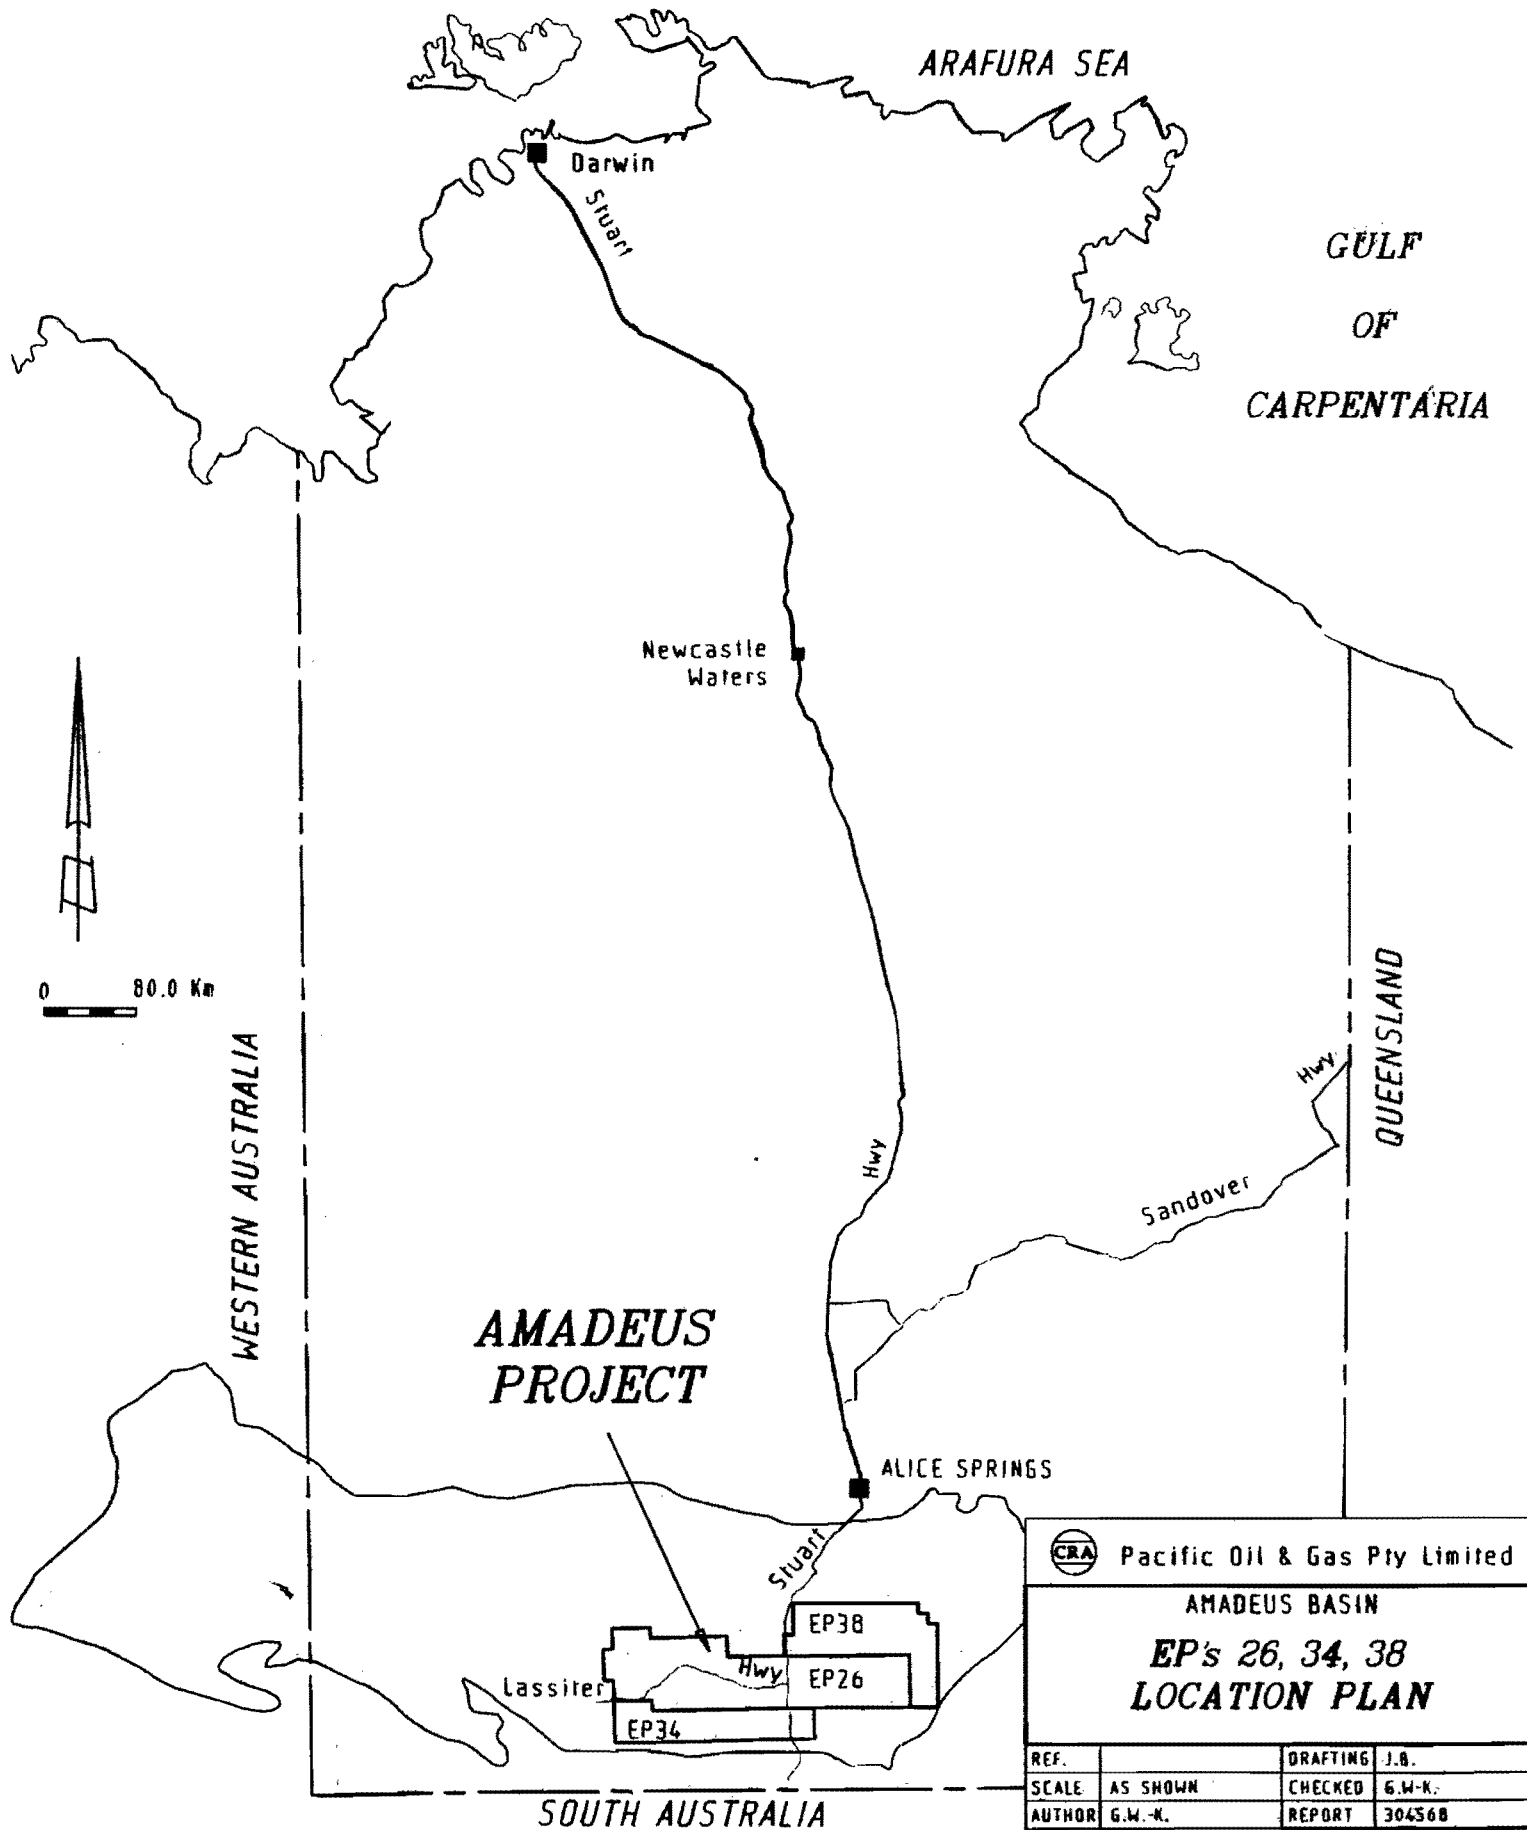 ARAFURA SEA
Darwin
Stuart
GULF
OF
CARPENTARIA
Newcastle
Waters
0 80.0 Km
WESTERN AUSTRALIA
QUEENSLAND
Hwy
Hwy
Sandover
AMADEUS
PROJECT
ALICE SPRINGS
Stuart
EP38
Hwy
EP26
Lassiter
EP34
SOUTH AUSTRALIA
CRA Pacific Oil & Gas Pty Limited
AMADEUS BASIN
EP's 26, 34, 38
LOCATION PLAN
REF. DRAFTING J.B.
SCALE AS SHOWN CHECKED G.W-K.
AUTHOR G.W.-K. REPORT 304568